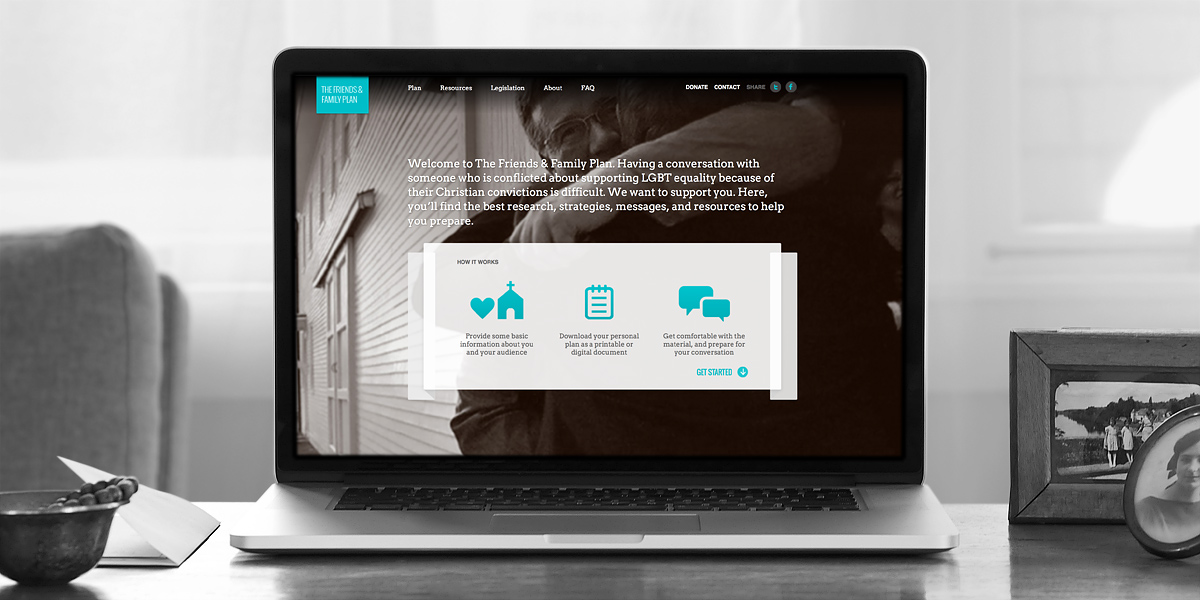 THE FRIENDS &
FAMILY PLAN
Plan Resources Legislation About FAQ
DONATE CONTACT SHARE
Welcome to The Friends & Family Plan. Having a conversation with
someone who is conflicted about supporting LGBT equality because of
their Christian convictions is difficult. We want to support you. Here,
you'll find the best research, strategies, messages, and resources to help
you prepare.
HOW IT WORKS
Provide some basic
information about you
and your audience
Download your personal
plan as a printable or
digital document
Get comfortable with the
material, and prepare for
your conversation
GET STARTED